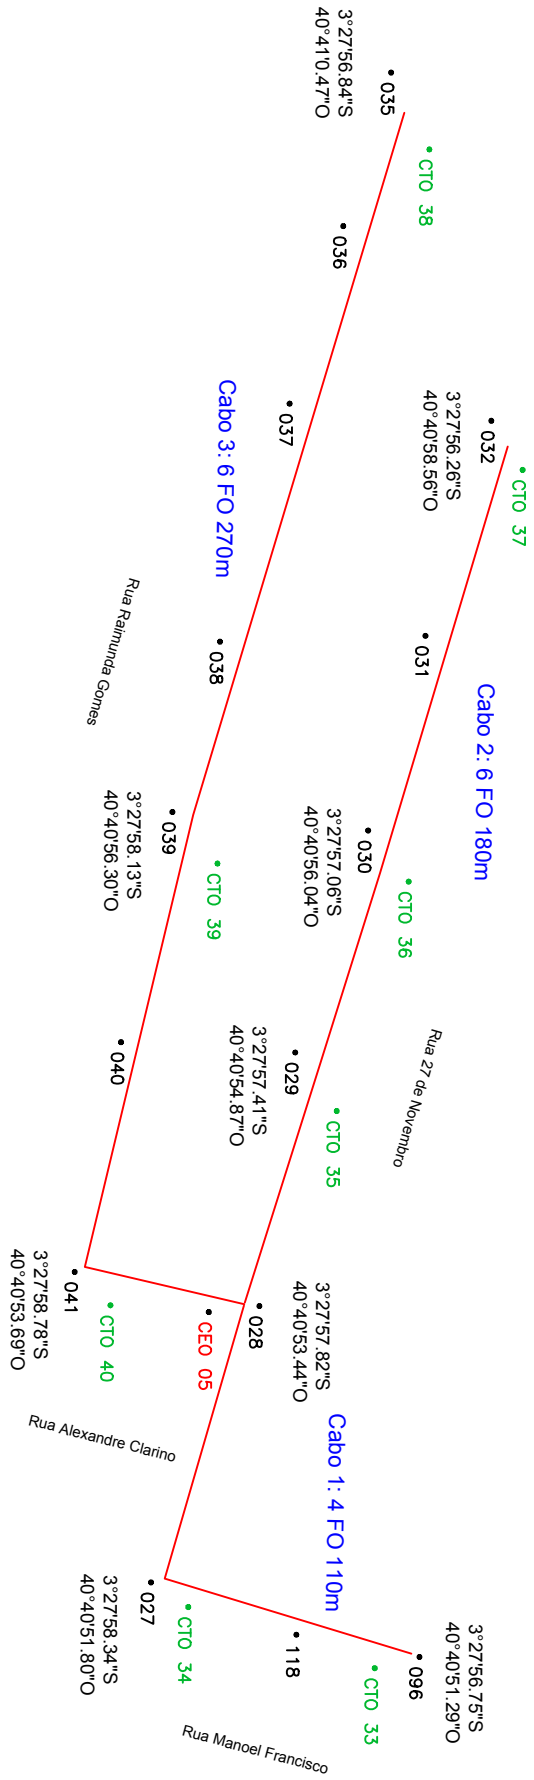 3°27'56.84"S
40°41'0.47"O
035
CTO 38
036
037
Cabo 3: 6 FO 270m
3°27'56.26"S
40°40'58.56"O
032
CTO 37
031
Cabo 2: 6 FO 180m
038
Rua Raimunda Gomes
039
3°27'58.13"S
40°40'56.30"O
CTO 39
030
3°27'57.06"S
40°40'56.04"O
CTO 36
040
029
3°27'57.41"S
40°40'54.87"O
CTO 35
Rua 27 de Novembro
041
3°27'58.78"S
40°40'53.69"O
CTO 40
CEO 05
028
3°27'57.82"S
40°40'53.44"O
Rua Alexandre Clarino
Cabo 1: 4 FO 110m
027
3°27'58.34"S
40°40'51.80"O
CTO 34
118
CTO 33
096
3°27'56.75"S
40°40'51.29"O
Rua Manoel Francisco